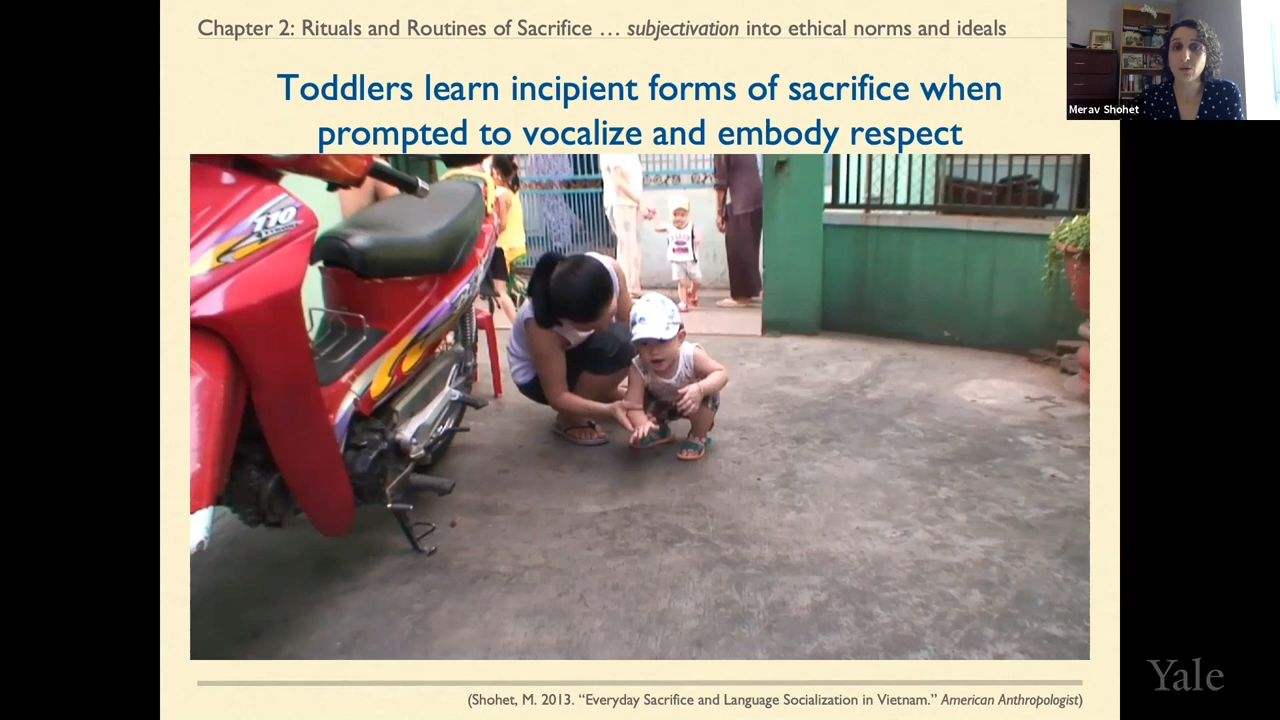 Chapter 2: Rituals and Routines of Sacrifice … subjectivation into ethical norms and ideals
Merav Shohet
Toddlers learn incipient forms of sacrifice when
prompted to vocalize and embody respect
110
(Shohet, M. 2013. “Everyday Sacrifice and Language Socialization in Vietnam.” American Anthropologist)
Yale